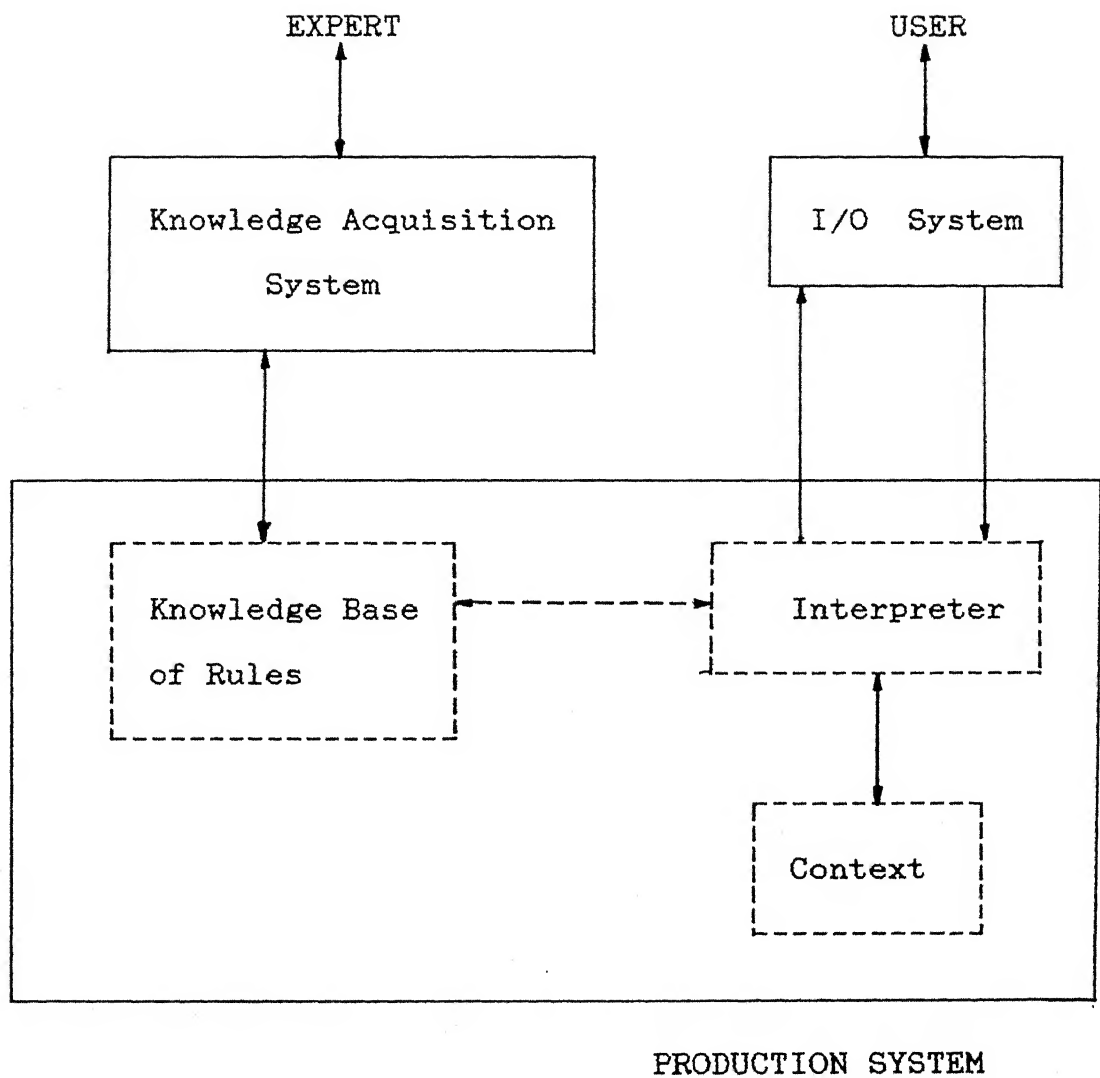 EXPERT
USER
Knowledge Acquisition
System
I/O System
Knowledge Base
of Rules
Interpreter
Context
PRODUCTION SYSTEM